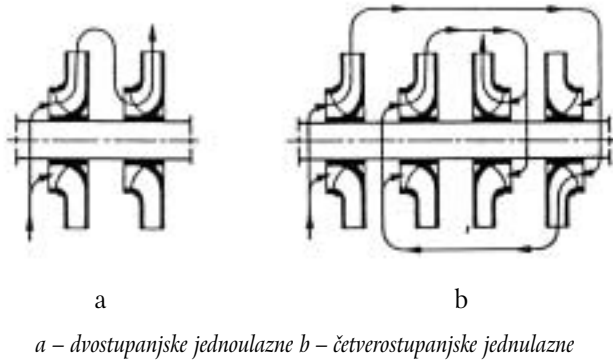 a b
a – dvostupanjske jednoulazne b – četverostupanjske jednulazne